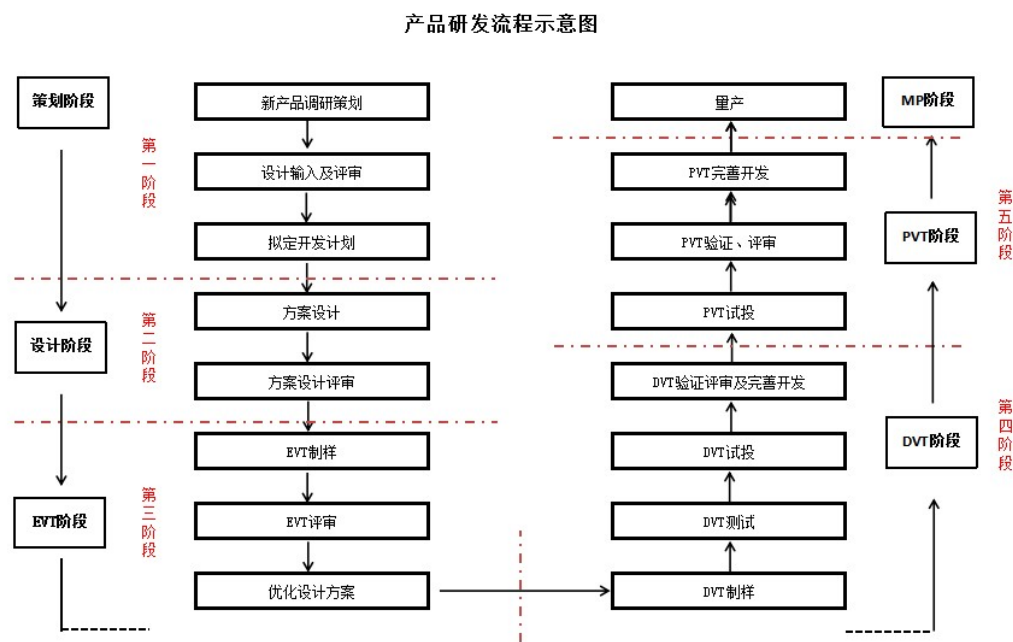 产品研发流程示意图
策划阶段
第一阶段
新产品调研策划
设计输入及评审
拟定开发计划
设计阶段
第二阶段
方案设计
方案设计评审
EVT阶段
第三阶段
EVT制样
EVT评审
优化设计方案
量产
PVT完善开发
PVT验证、评审
PVT试投
DVT验证评审及完善开发
DVT试投
DVT测试
DVT制样
MP阶段
PVT阶段
第五阶段
DVT阶段
第四阶段